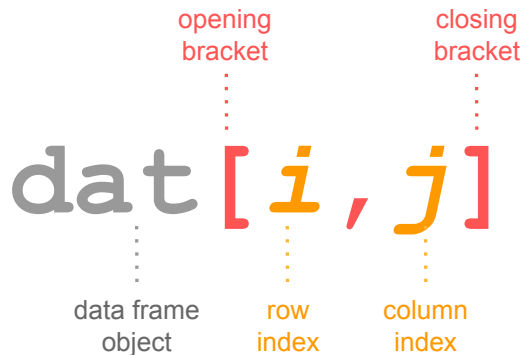 opening closing
bracket bracket
dat[i,j]
data frame row column
object index index